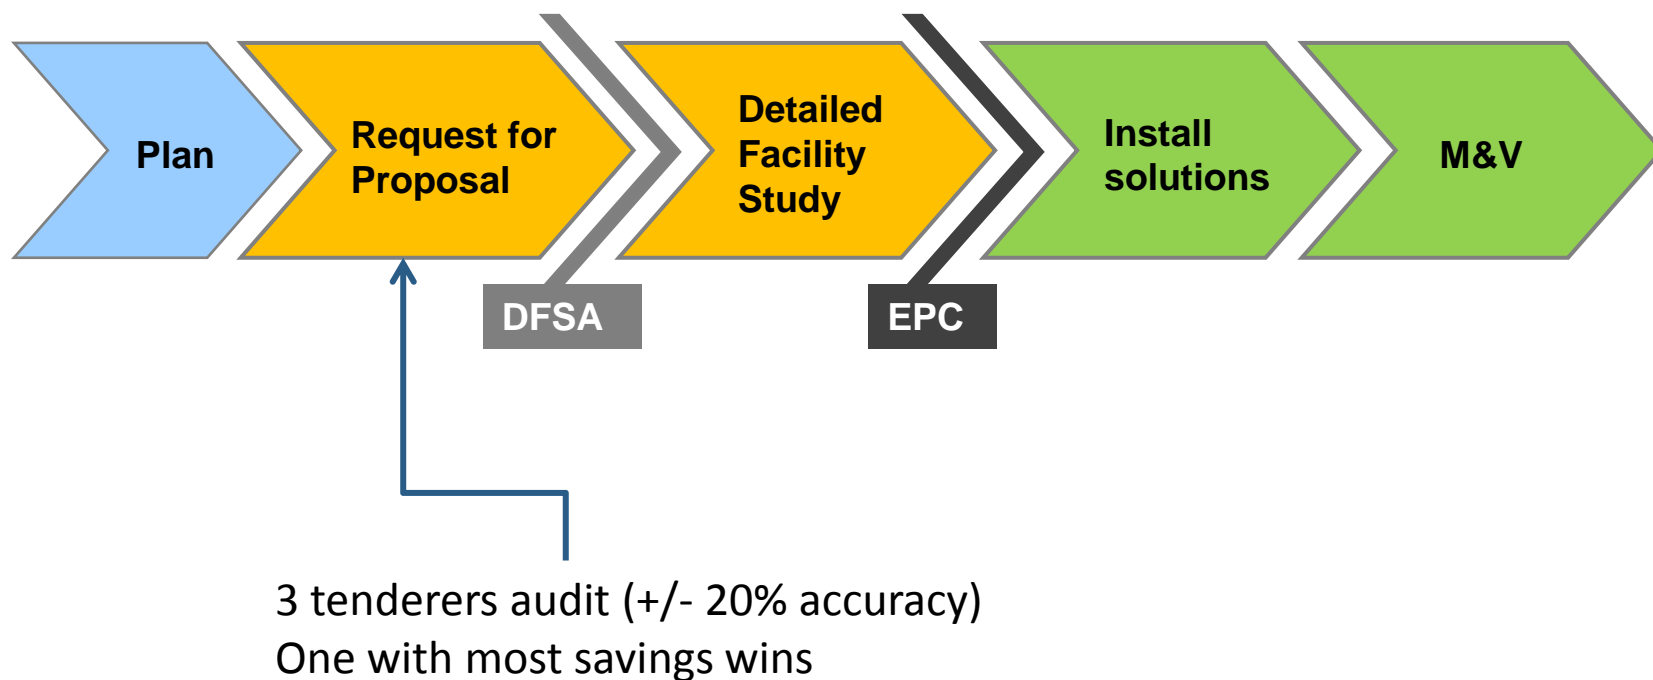 Plan
Request for
Proposal
Detailed
Facility
Study
Install
solutions
M&V
DFSA
EPC
3 tenderers audit (+/- 20% accuracy)
One with most savings wins